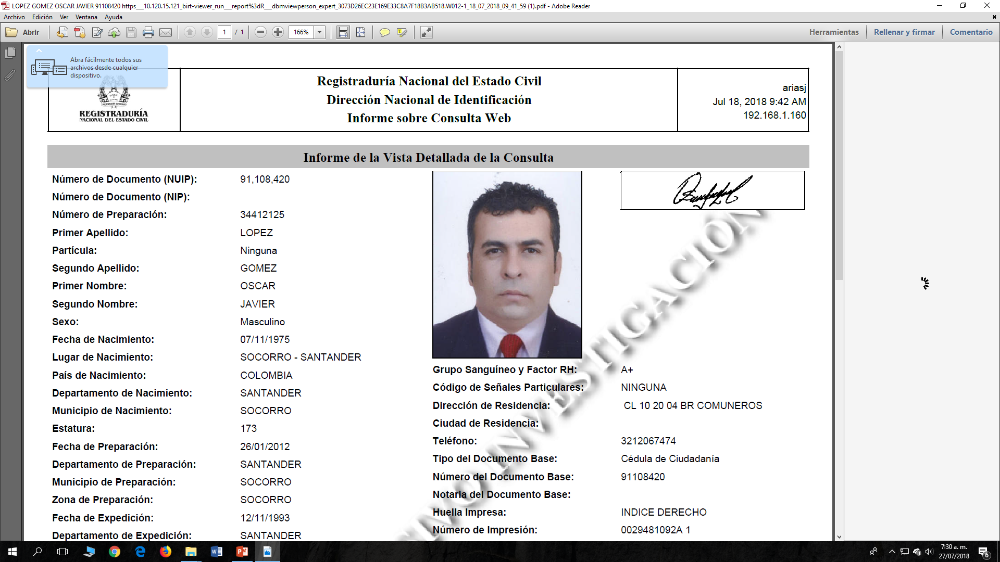 LOPEZ GOMEZ OSCAR JAVIER 91108420 https___10.120.15.121_birt-viewer_run___report%3dR___dbmviewperson_expert_3073D26EC23E169E33C8A7F18B3AB518.W012-1_18_07_2018_09_41_59 (1).pdf - Adobe Reader
Archivo Edición Ver Ventana Ayuda
Abrir 1 / 1 166% Herramientas Rellenar y firmar Comentario
Abra fácilmente todos sus
archivos desde cualquier
dispositivo.
REGISTRADURÍA
NACIONAL DEL ESTADO CIVIL
Registraduría Nacional del Estado Civil
Dirección Nacional de Identificación
Informe sobre Consulta Web
ariasj
Jul 18, 2018 9:42 AM
192.168.1.160
Informe de la Vista Detallada de la Consulta
Número de Documento (NUIP): 91,108,420
Número de Documento (NIP):
Número de Preparación: 34412125
Primer Apellido: LOPEZ
Partícula: Ninguna
Segundo Apellido: GOMEZ
Primer Nombre: OSCAR
Segundo Nombre: JAVIER
Sexo: Masculino
Fecha de Nacimiento: 07/11/1975
Lugar de Nacimiento: SOCORRO - SANTANDER
País de Nacimiento: COLOMBIA
Departamento de Nacimiento: SANTANDER
Municipio de Nacimiento: SOCORRO
Estatura: 173
Fecha de Preparación: 26/01/2012
Departamento de Preparación: SANTANDER
Municipio de Preparación: SOCORRO
Zona de Preparación: SOCORRO
Fecha de Expedición: 12/11/1993
Departamento de Expedición: SANTANDER
Grupo Sanguíneo y Factor RH: A+
Código de Señales Particulares: NINGUNA
Dirección de Residencia: CL 10 20 04 BR COMUNEROS
Ciudad de Residencia:
Teléfono: 3212067474
Tipo del Documento Base: Cédula de Ciudadanía
Número del Documento Base: 91108420
Notaria del Documento Base:
Huella Impresa: INDICE DERECHO
Número de Impresión: 0029481092A 1
IVO INVESTIGACIÓN
7:30 a. m.
27/07/2018
6